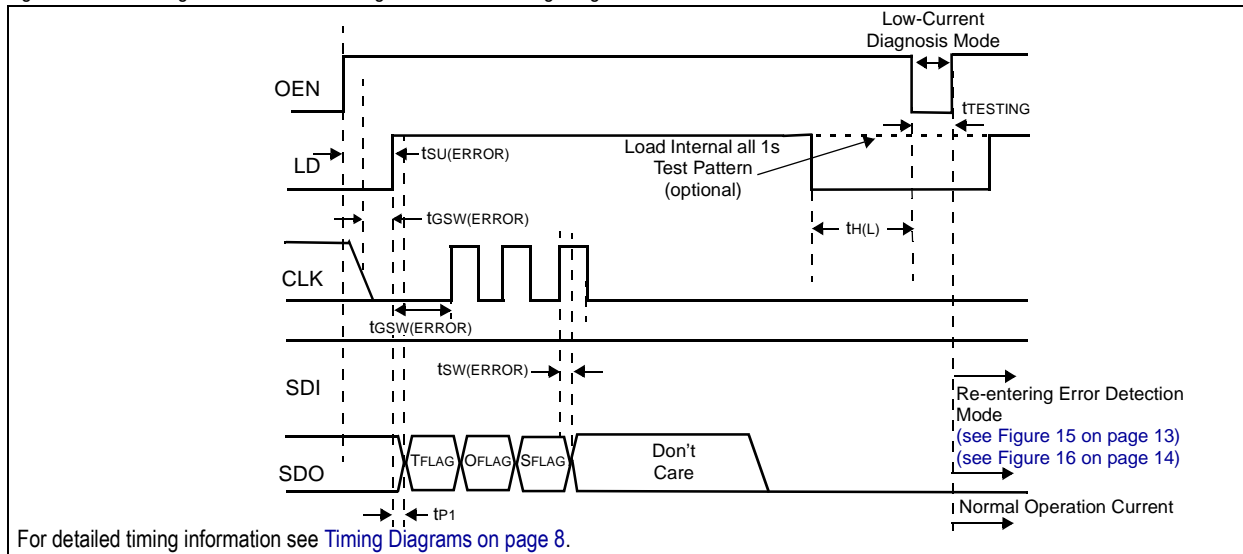 Low-Current
Diagnosis Mode
OEN
tTESTING
LD
tSU(ERROR)
Load Internal all 1s
Test Pattern
(optional)
tGSW(ERROR)
tH(L)
CLK
tGSW(ERROR)
tSW(ERROR)
SDI
Re-entering Error Detection
Mode
(see Figure 15 on page 13)
(see Figure 16 on page 14)
SDO
TFLAG
OFLAG
SFLAG
Don't
Care
tP1
Normal Operation Current
For detailed timing information see Timing Diagrams on page 8.